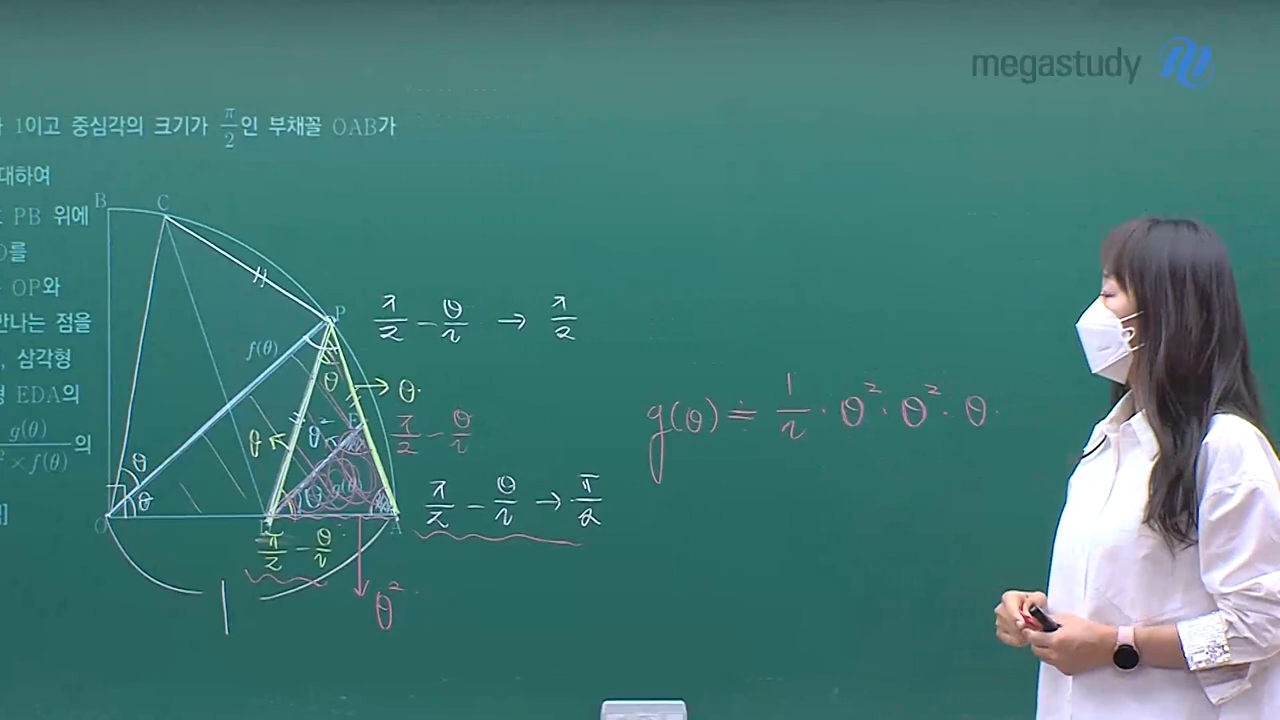 megastudy
1이고 중심각의 크기가 π/2인 부채꼴 OAB가
대하여
PB 위에
를
OP와
만나는 점을
, 삼각형
EDA의
g(θ)/ ² × f(θ) 의
B C
P
π/2 − θ/2 → π/2
f(θ)
θ
→ θ.
π/2 − θ/2
θ θ²
g(θ) ≒ 1/2 · θ² · θ² · θ.
θ
θ
θ g(θ)
π/2 − θ/2 → π/2
O A
π/2 − θ/2
1
θ²